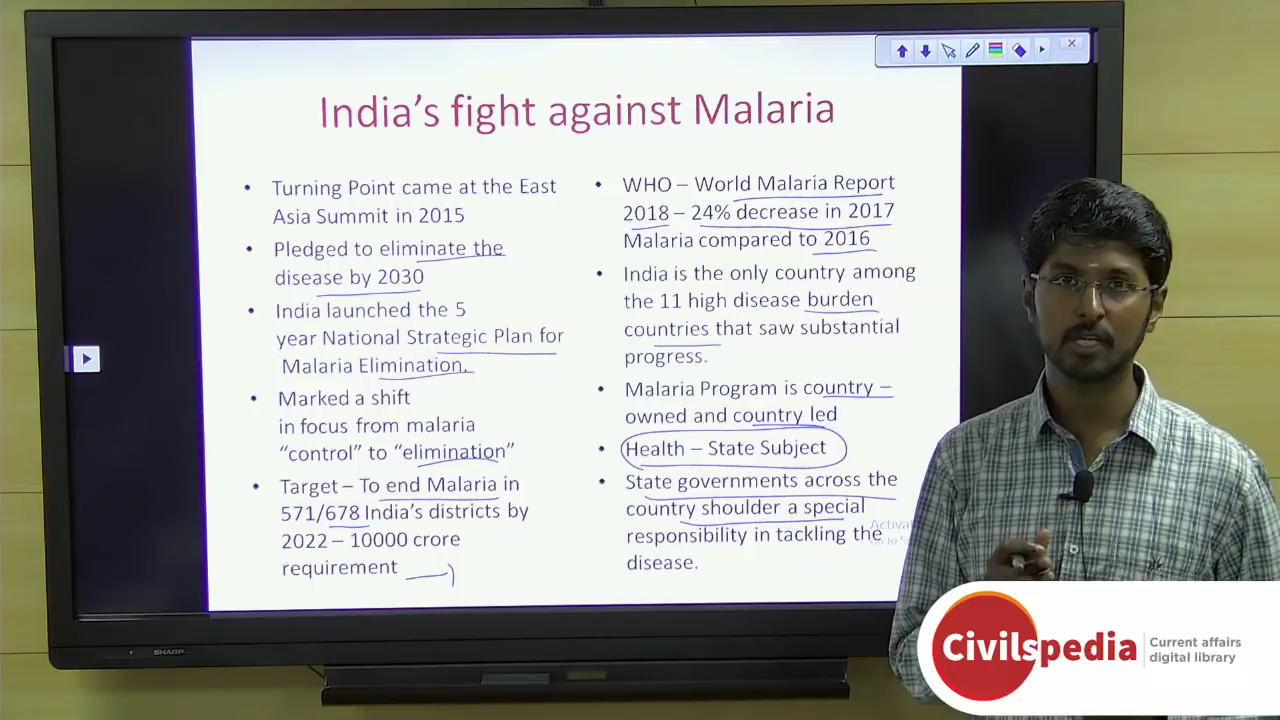 India's fight against Malaria
• Turning Point came at the East
Asia Summit in 2015
• Pledged to eliminate the
disease by 2030
• India launched the 5
year National Strategic Plan for
Malaria Elimination.
• Marked a shift
in focus from malaria
“control” to “elimination”
• Target – To end Malaria in
571/678 India's districts by
2022 – 10000 crore
requirement
• WHO – World Malaria Report
2018 – 24% decrease in 2017
Malaria compared to 2016
• India is the only country among
the 11 high disease burden
countries that saw substantial
progress.
• Malaria Program is country –
owned and country led
• Health – State Subject
• State governments across the
country shoulder a special
responsibility in tackling the
disease.
Activa
Go to S
SHARP
Civilspedia
Current affairs
digital library